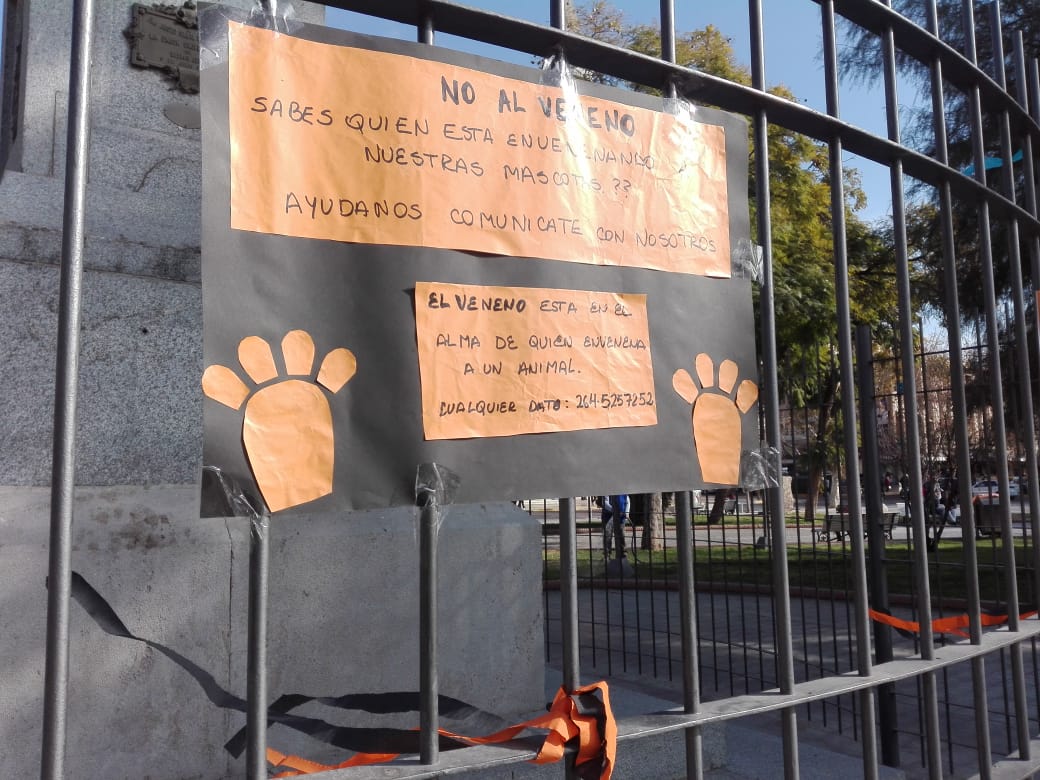 NO AL VENENO
SABES QUIEN ESTA ENVENENANDO
NUESTRAS MASCOTAS.??
AYUDANOS COMUNICATE CON NOSOTROS
EL VENENO ESTA EN EL
ALMA DE QUIEN ENVENENA
A UN ANIMAL.
CUALQUIER DATO: 264-5257252